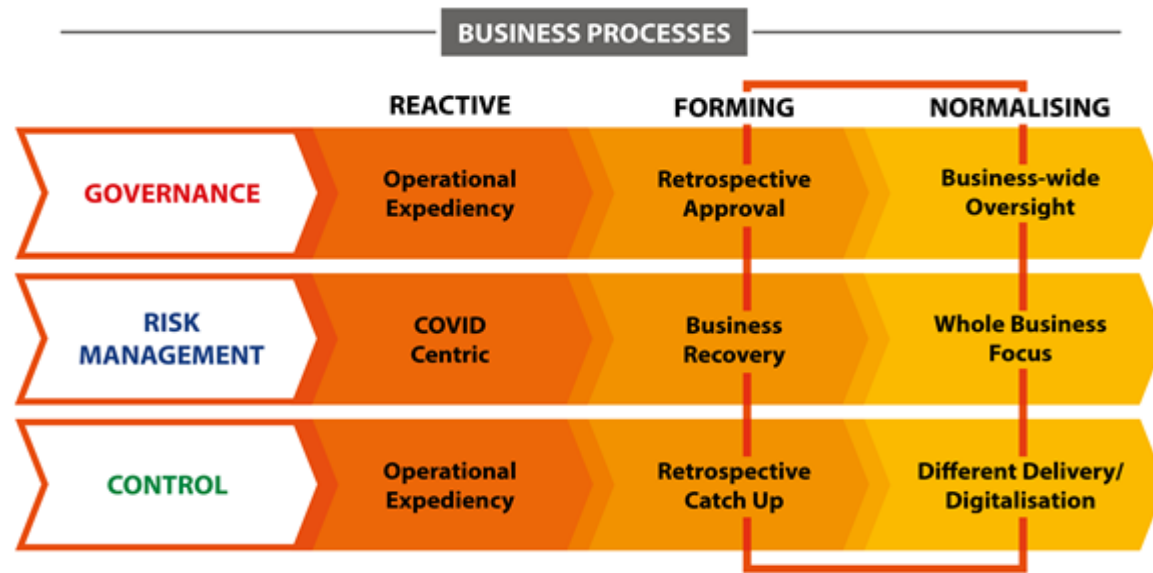 BUSINESS PROCESSES
REACTIVE
FORMING
NORMALISING
GOVERNANCE
Operational
Expediency
Retrospective
Approval
Business-wide
Oversight
RISK
MANAGEMENT
COVID
Centric
Business
Recovery
Whole Business
Focus
CONTROL
Operational
Expediency
Retrospective
Catch Up
Different Delivery/
Digitalisation